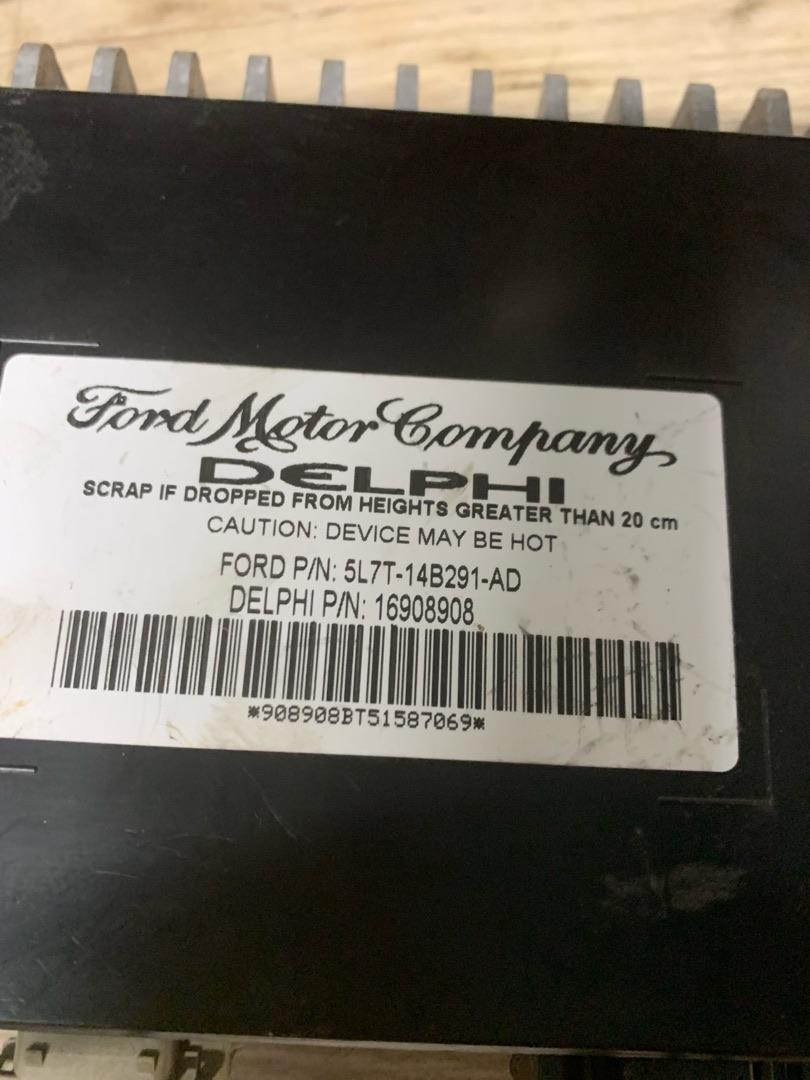 Ford Motor Company
DELPHI
SCRAP IF DROPPED FROM HEIGHTS GREATER THAN 20 cm
CAUTION: DEVICE MAY BE HOT
FORD P/N: 5L7T-14B291-AD
DELPHI P/N: 16908908
*908908BT51587069*